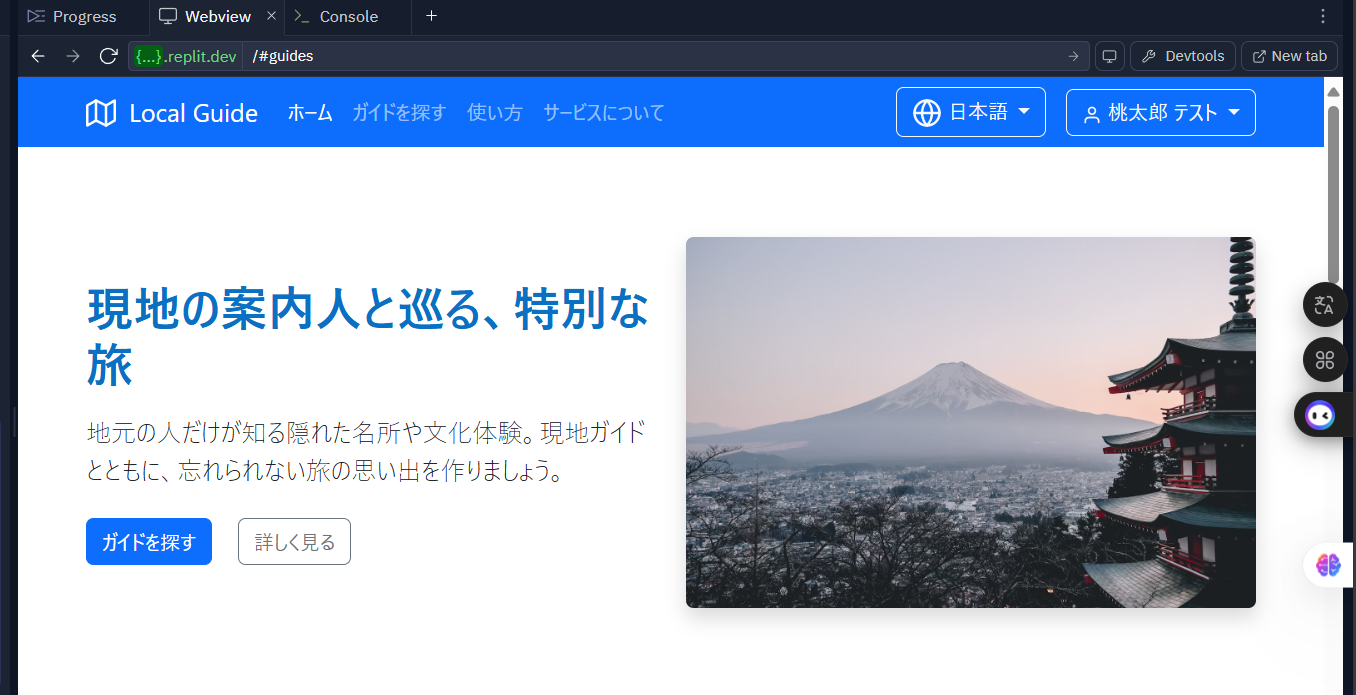 Progress
Webview
Console
{...}.replit.dev /#guides
Devtools
New tab
Local Guide
ホーム
ガイドを探す
使い方
サービスについて
日本語
桃太郎 テスト
現地の案内人と巡る、特別な
旅
地元の人だけが知る隠れた名所や文化体験。現地ガイド
とともに、忘れられない旅の思い出を作りましょう。
ガイドを探す
詳しく見る